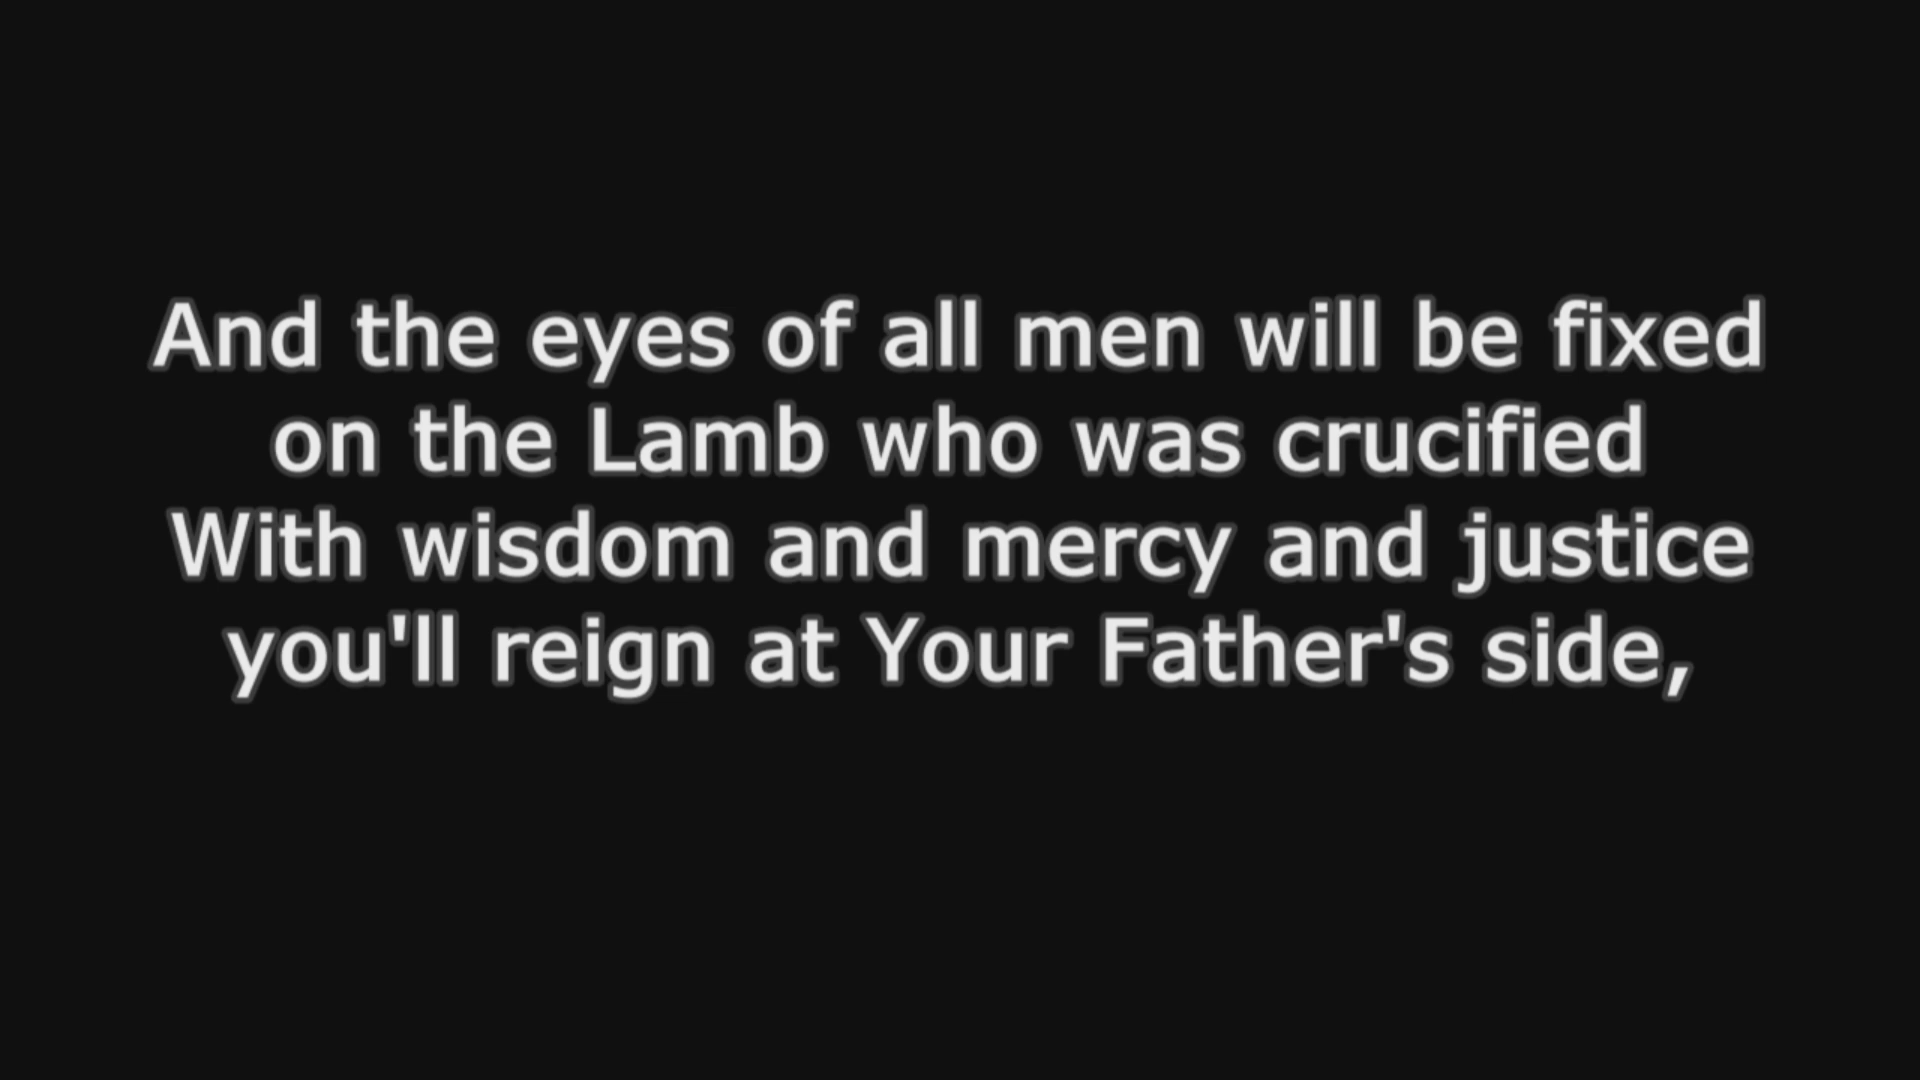 And the eyes of all men will be fixed
on the Lamb who was crucified
With wisdom and mercy and justice
you'll reign at Your Father's side,